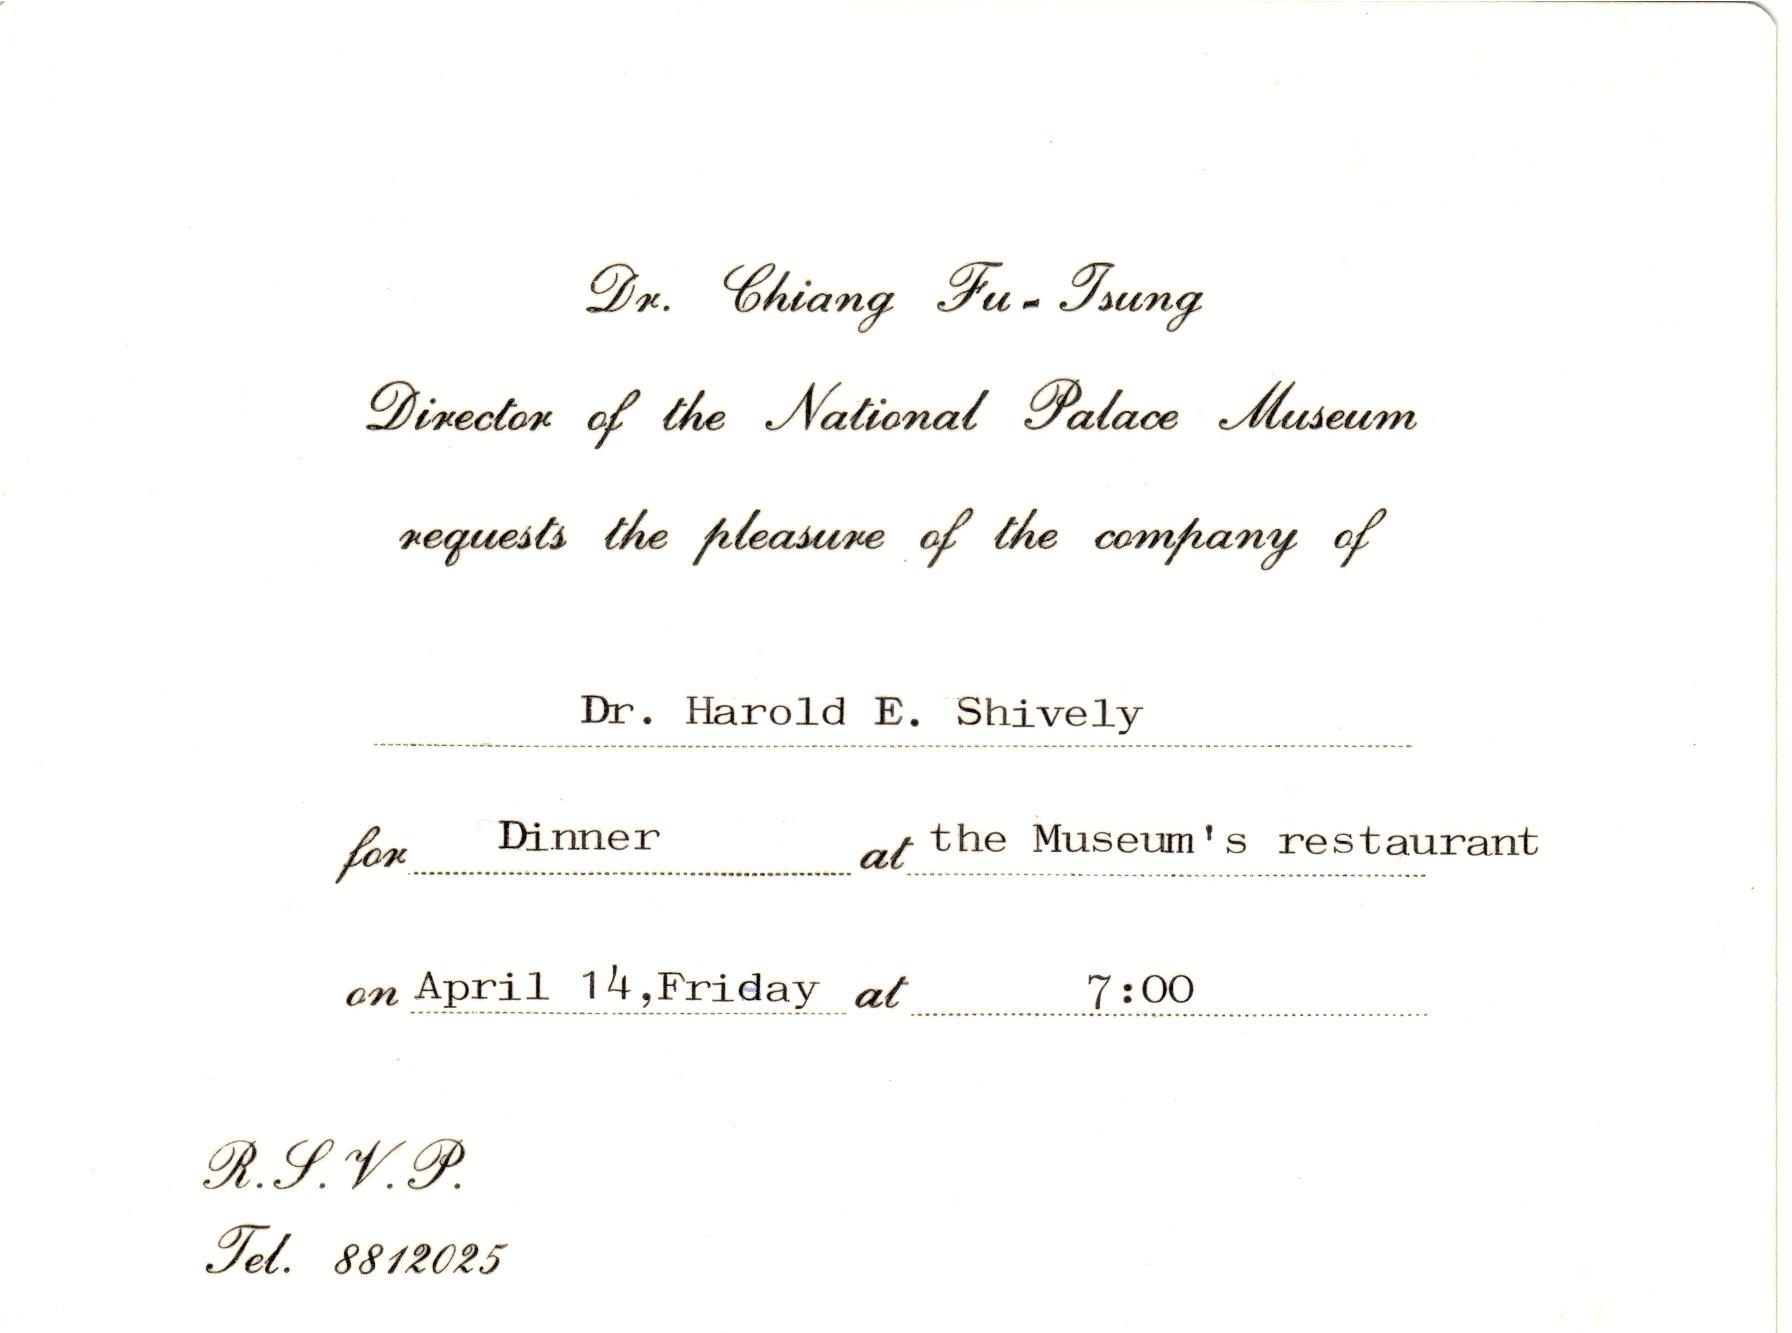 Dr. Chiang Fu-Tsung
Director of the National Palace Museum
requests the pleasure of the company of
Dr. Harold E. Shively
for Dinner at the Museum's restaurant
on April 14,Friday at 7:00
R.S.V.P.
Tel. 8812025